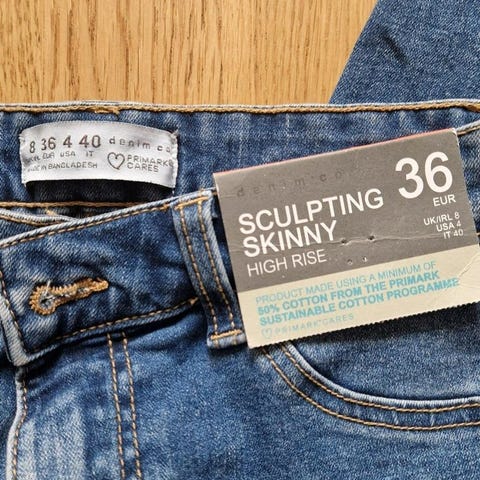 8 36 4 40 denim co.
UK/IRL EUR USA IT
MADE IN BANGLADESH
PRIMARK
CARES
denim co.
SCULPTING
SKINNY
HIGH RISE
36
EUR
UK/IRL 8
USA 4
IT 40
PRODUCT MADE USING A MINIMUM OF
50% COTTON FROM THE PRIMARK
SUSTAINABLE COTTON PROGRAMME
PRIMARK CARES